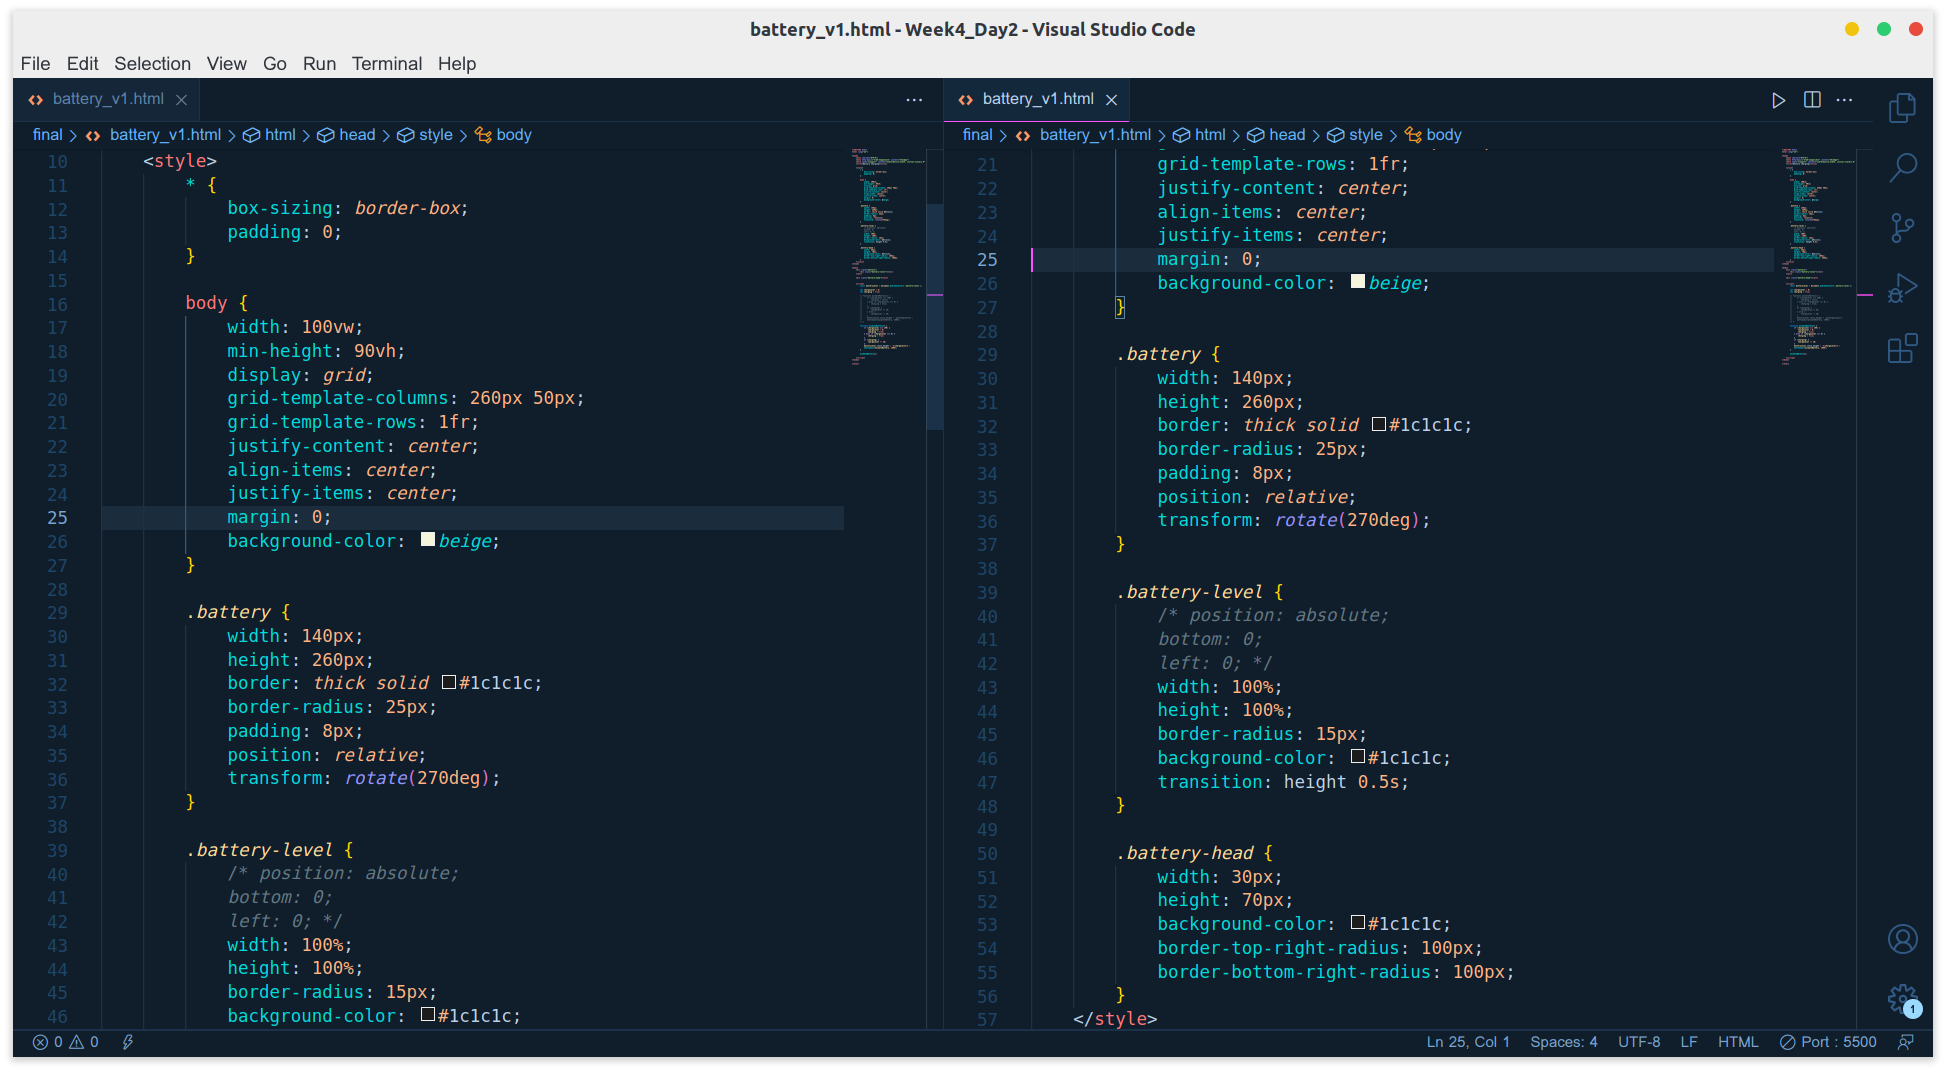 battery_v1.html - Week4_Day2 - Visual Studio Code
File Edit Selection View Go Run Terminal Help
battery_v1.html
final > battery_v1.html > html > head > style > body
10 <style>
11 * {
12 box-sizing: border-box;
13 padding: 0;
14 }
15
16 body {
17 width: 100vw;
18 min-height: 90vh;
19 display: grid;
20 grid-template-columns: 260px 50px;
21 grid-template-rows: 1fr;
22 justify-content: center;
23 align-items: center;
24 justify-items: center;
25 margin: 0;
26 background-color: beige;
27 }
28
29 .battery {
30 width: 140px;
31 height: 260px;
32 border: thick solid #1c1c1c;
33 border-radius: 25px;
34 padding: 8px;
35 position: relative;
36 transform: rotate(270deg);
37 }
38
39 .battery-level {
40 /* position: absolute;
41 bottom: 0;
42 left: 0; */
43 width: 100%;
44 height: 100%;
45 border-radius: 15px;
46 background-color: #1c1c1c;
battery_v1.html
final > battery_v1.html > html > head > style > body
21 grid-template-rows: 1fr;
22 justify-content: center;
23 align-items: center;
24 justify-items: center;
25 margin: 0;
26 background-color: beige;
27 }
28
29 .battery {
30 width: 140px;
31 height: 260px;
32 border: thick solid #1c1c1c;
33 border-radius: 25px;
34 padding: 8px;
35 position: relative;
36 transform: rotate(270deg);
37 }
38
39 .battery-level {
40 /* position: absolute;
41 bottom: 0;
42 left: 0; */
43 width: 100%;
44 height: 100%;
45 border-radius: 15px;
46 background-color: #1c1c1c;
47 transition: height 0.5s;
48 }
49
50 .battery-head {
51 width: 30px;
52 height: 70px;
53 background-color: #1c1c1c;
54 border-top-right-radius: 100px;
55 border-bottom-right-radius: 100px;
56 }
57 </style>
1
0 0
Ln 25, Col 1 Spaces: 4 UTF-8 LF HTML Port : 5500